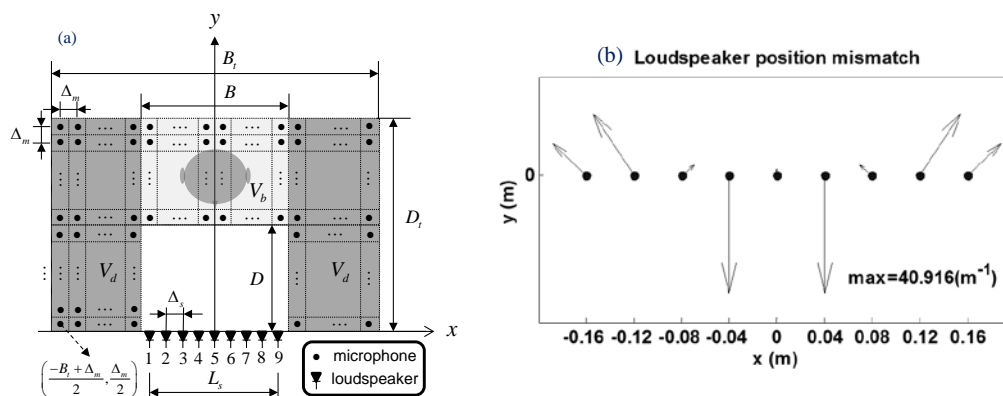 (a)
y
B_t
B
Δ_m
Δ_m
... ... ... ...
V_b
D_t
V_d
V_d
D
Δ_s
x
1 2 3 4 5 6 7 8 9
L_s
((-B_t + Δ_m)/2, Δ_m/2)
microphone
loudspeaker
(b) Loudspeaker position mismatch
y (m)
0
max=40.916(m⁻¹)
-0.16 -0.12 -0.08 -0.04 0 0.04 0.08 0.12 0.16
x (m)